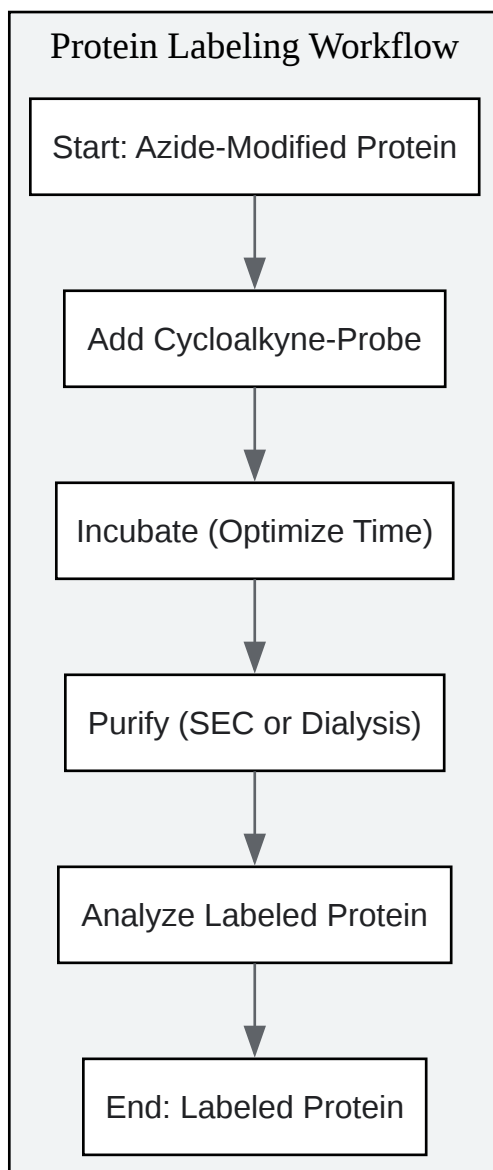 Protein Labeling Workflow
Start: Azide-Modified Protein
Add Cycloalkyne-Probe
Incubate (Optimize Time)
Purify (SEC or Dialysis)
Analyze Labeled Protein
End: Labeled Protein